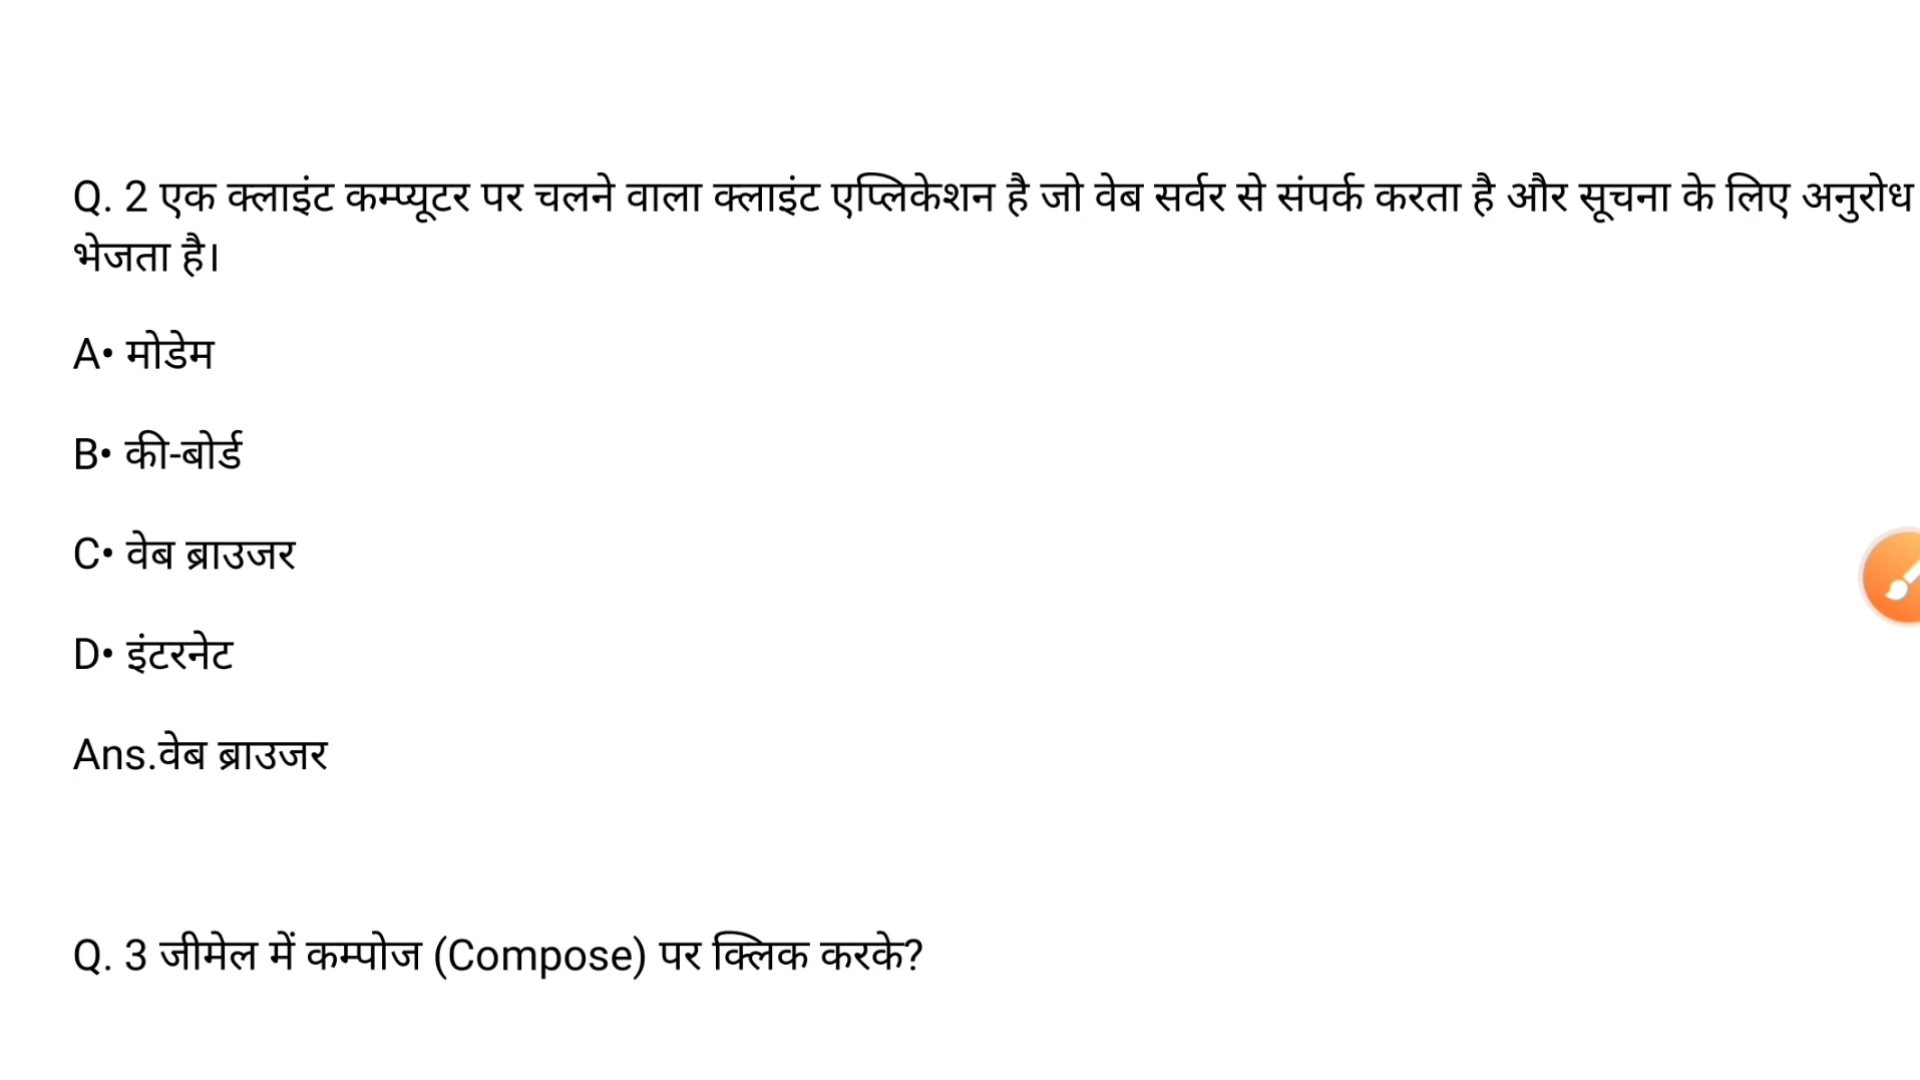 Q. 2 एक क्लाइंट कम्प्यूटर पर चलने वाला क्लाइंट एप्लिकेशन है जो वेब सर्वर से संपर्क करता है और सूचना के लिए अनुरोध
भेजता है।
A• मोडेम
B• की-बोर्ड
C• वेब ब्राउजर
D• इंटरनेट
Ans.वेब ब्राउजर
Q. 3 जीमेल में कम्पोज (Compose) पर क्लिक करके?